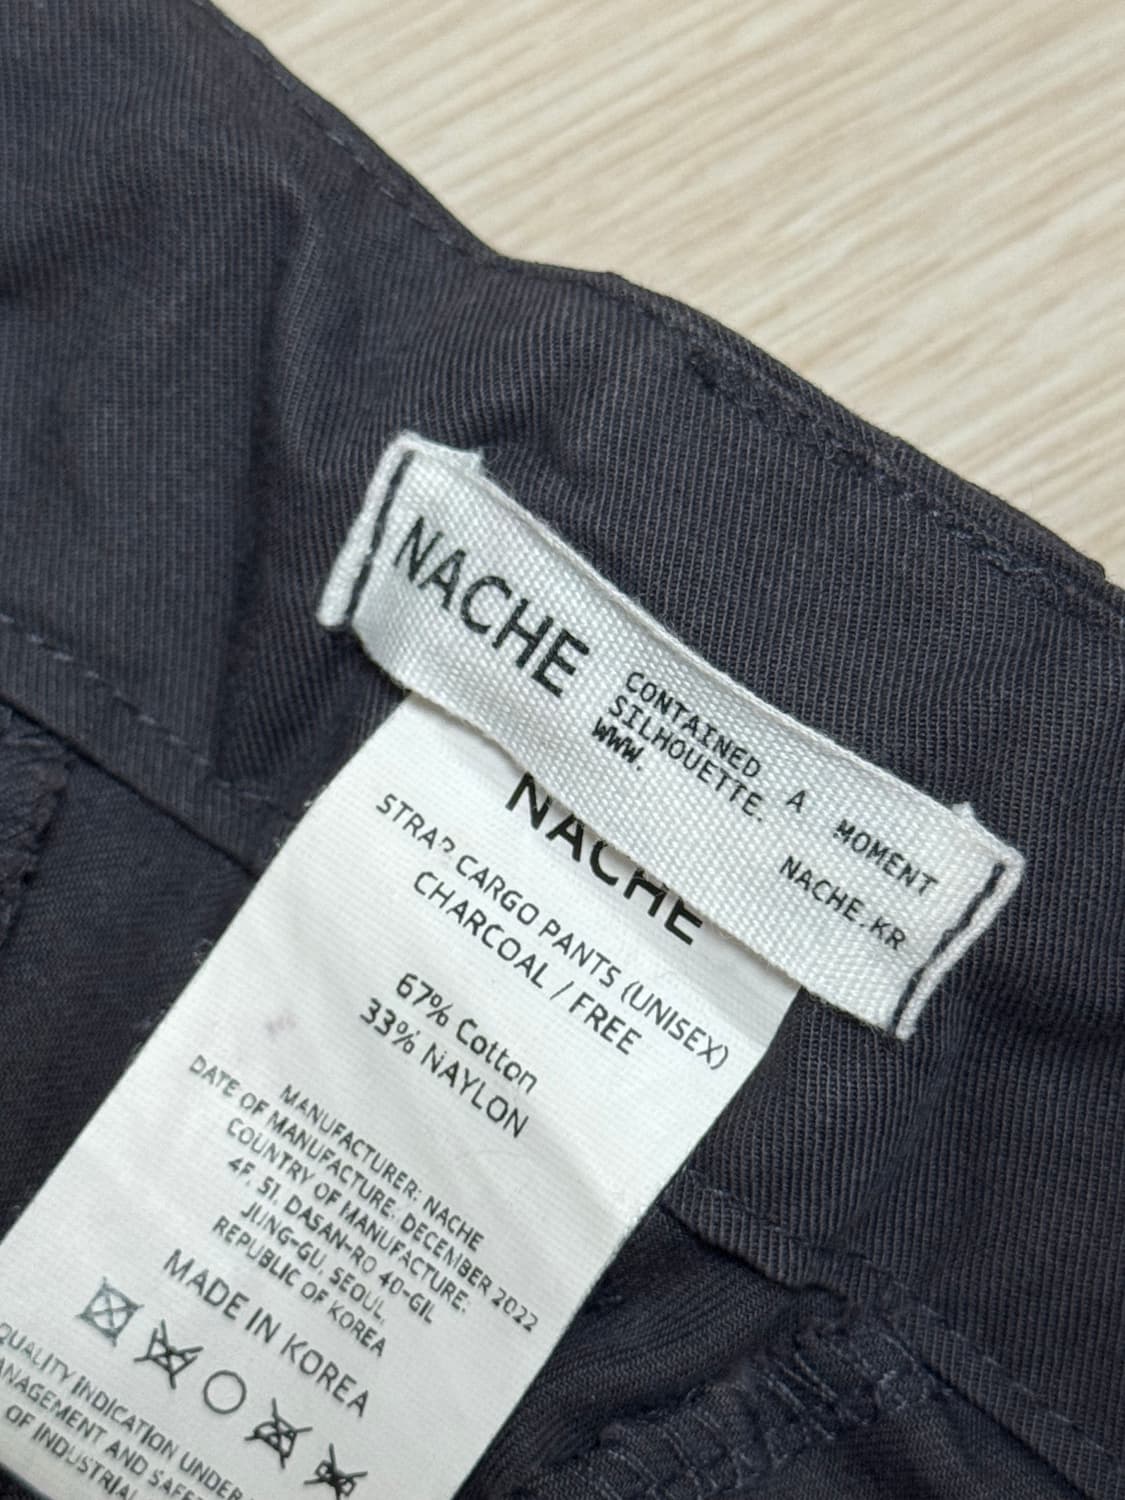 NACHE
CONTAINED A MOMENT
SILHOUETTE.
WWW. NACHE.KR
NACHE
STRAP CARGO PANTS (UNISEX)
CHARCOAL / FREE
67% Cotton
33% NAYLON
MANUFACTURER: NACHE
DATE OF MANUFACTURE: DECEMBER 2022
COUNTRY OF MANUFACTURE:
4F, 51, DASAN-RO 40-GIL
JUNG-GU, SEOUL,
REPUBLIC OF KOREA
MADE IN KOREA
QUALITY INDICATION UNDER
MANAGEMENT AND SAFE
OF INDUSTRIAL